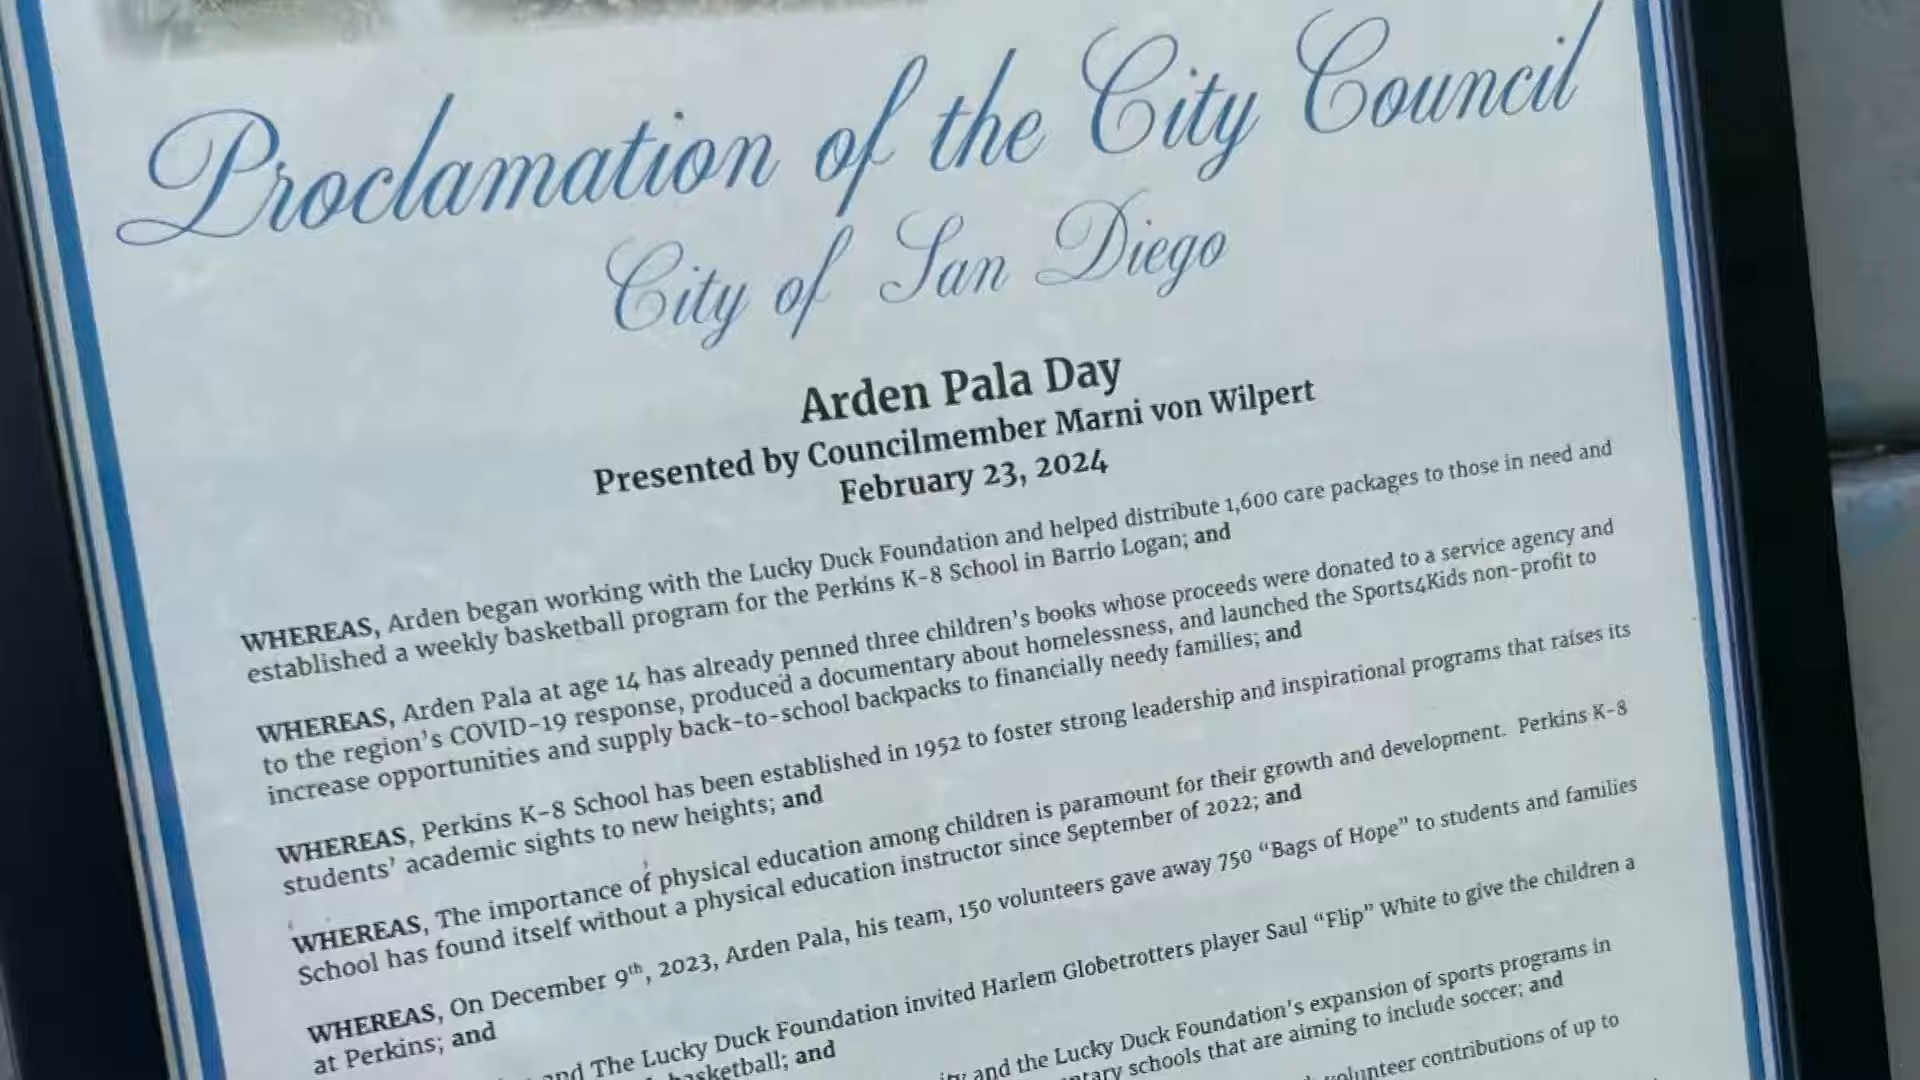 Proclamation of the City Council
City of San Diego
Arden Pala Day
Presented by Councilmember Marni von Wilpert
February 23, 2024
WHEREAS, Arden began working with the Lucky Duck Foundation and helped distribute 1,600 care packages to those in need and
established a weekly basketball program for the Perkins K-8 School in Barrio Logan; and
WHEREAS, Arden Pala at age 14 has already penned three children's books whose proceeds were donated to a service agency and
to the region's COVID-19 response, produced a documentary about homelessness, and launched the Sports4Kids non-profit to
increase opportunities and supply back-to-school backpacks to financially needy families; and
WHEREAS, Perkins K-8 School has been established in 1952 to foster strong leadership and inspirational programs that raises its
students' academic sights to new heights; and
WHEREAS, The importance of physical education among children is paramount for their growth and development. Perkins K-8
School has found itself without a physical education instructor since September of 2022; and
WHEREAS, On December 9th, 2023, Arden Pala, his team, 150 volunteers gave away 750 “Bags of Hope” to students and families
at Perkins; and
and The Lucky Duck Foundation invited Harlem Globetrotters player Saul “Flip” White to give the children a
basketball; and
and the Lucky Duck Foundation's expansion of sports programs in
schools that are aiming to include soccer; and
volunteer contributions of up to